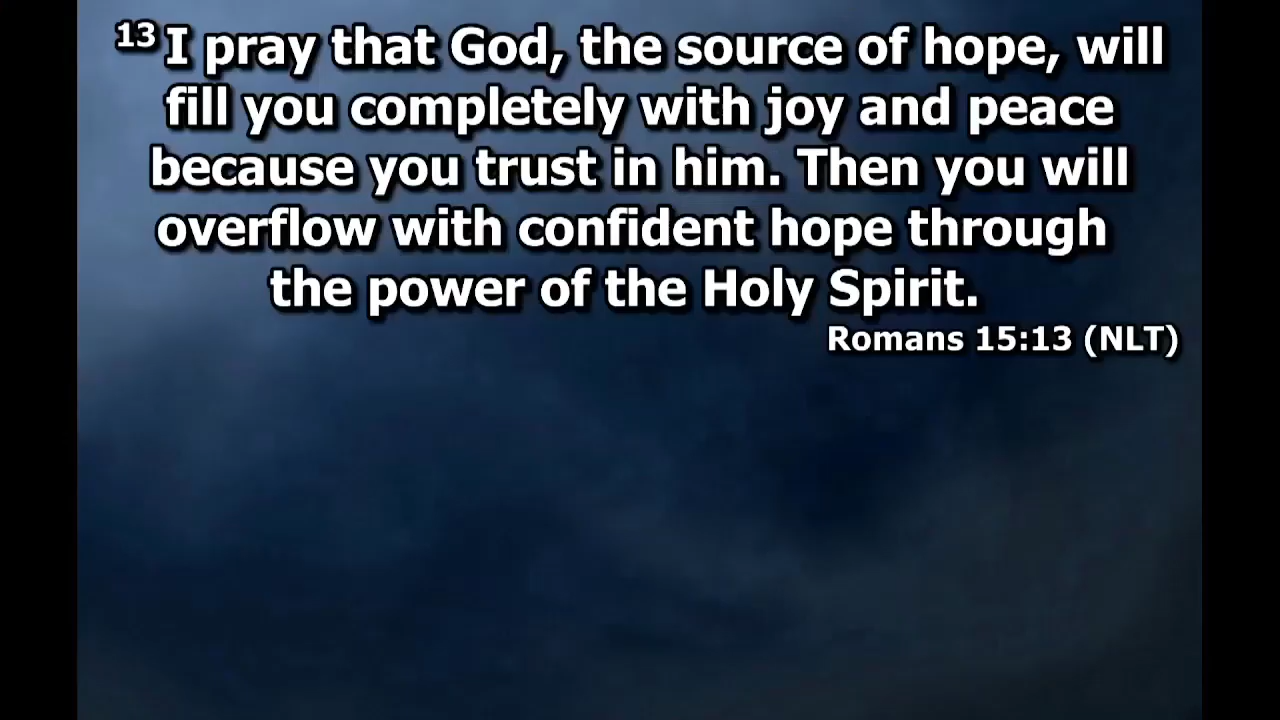 13 I pray that God, the source of hope, will
fill you completely with joy and peace
because you trust in him. Then you will
overflow with confident hope through
the power of the Holy Spirit.
Romans 15:13 (NLT)